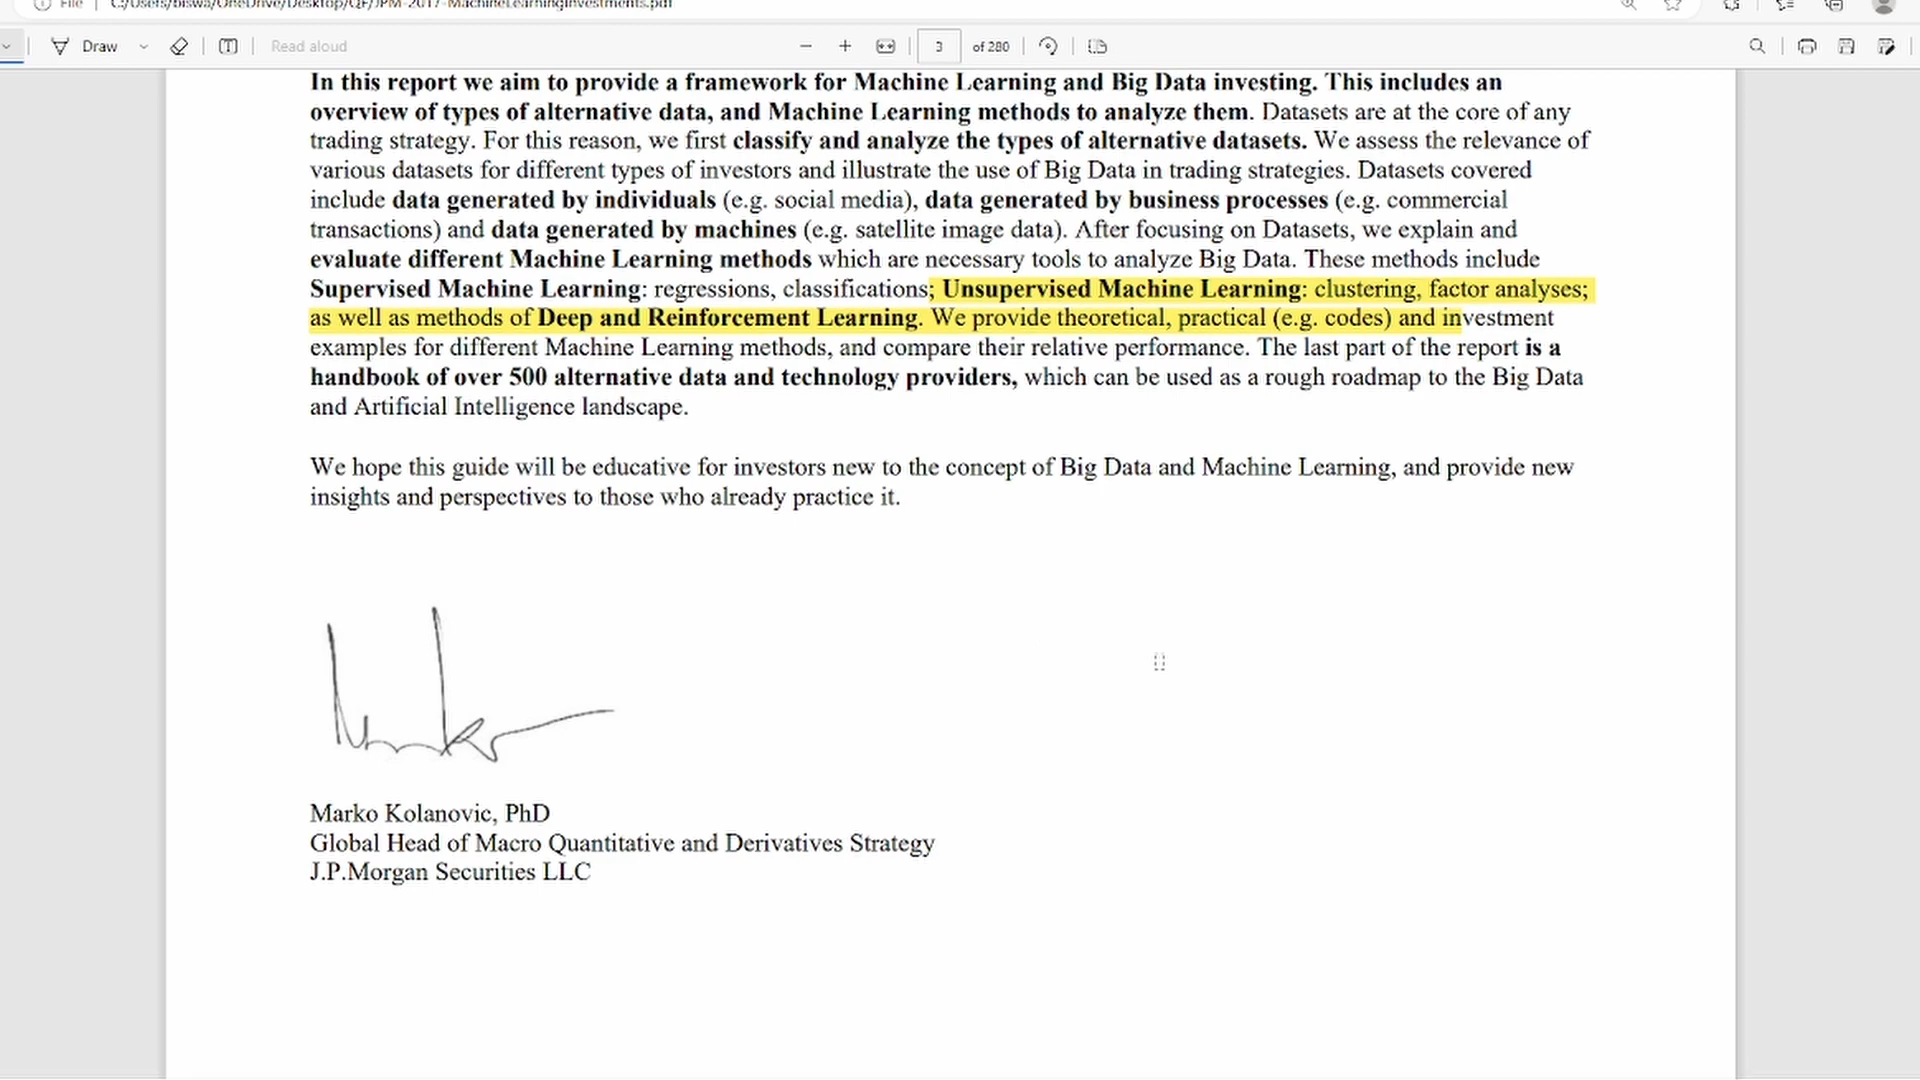 File C:/Users/biswa/OneDrive/Desktop/QF/JPM-2017-MachineLearningInvestments.pdf
Draw Read aloud 3 of 280
In this report we aim to provide a framework for Machine Learning and Big Data investing. This includes an
overview of types of alternative data, and Machine Learning methods to analyze them. Datasets are at the core of any
trading strategy. For this reason, we first classify and analyze the types of alternative datasets. We assess the relevance of
various datasets for different types of investors and illustrate the use of Big Data in trading strategies. Datasets covered
include data generated by individuals (e.g. social media), data generated by business processes (e.g. commercial
transactions) and data generated by machines (e.g. satellite image data). After focusing on Datasets, we explain and
evaluate different Machine Learning methods which are necessary tools to analyze Big Data. These methods include
Supervised Machine Learning: regressions, classifications; Unsupervised Machine Learning: clustering, factor analyses;
as well as methods of Deep and Reinforcement Learning. We provide theoretical, practical (e.g. codes) and investment
examples for different Machine Learning methods, and compare their relative performance. The last part of the report is a
handbook of over 500 alternative data and technology providers, which can be used as a rough roadmap to the Big Data
and Artificial Intelligence landscape.
We hope this guide will be educative for investors new to the concept of Big Data and Machine Learning, and provide new
insights and perspectives to those who already practice it.
Marko Kolanovic, PhD
Global Head of Macro Quantitative and Derivatives Strategy
J.P.Morgan Securities LLC